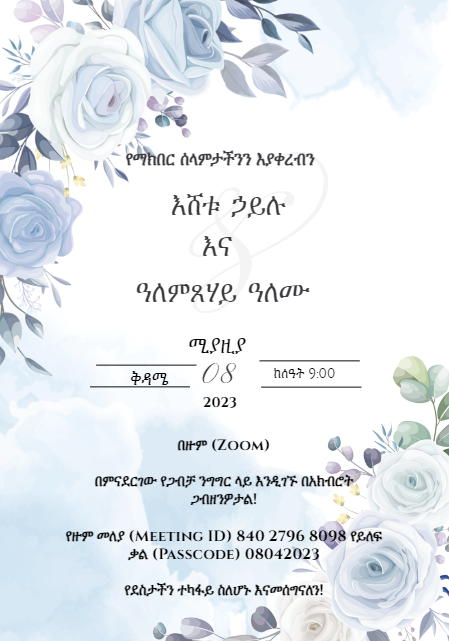 የማክበር ሰላምታችንን እያቀረብን
እሸቱ ኃይሉ
&
እና
ዓለምጸሃይ ዓለሙ
ሚያዚያ
ቅዳሜ 08 ከሰዓት 9:00
2023
በዙም (Zoom)
በምናደርገው የጋብቻ ንግግር ላይ እንዲገኙ በአክብሮት
ጋብዘንዎታል!
የዙም መለያ (Meeting ID) 840 2796 8098 የይለፍ
ቃል (Passcode) 08042023
የደስታችን ተካፋይ ስለሆኑ እናመሰግናለን!